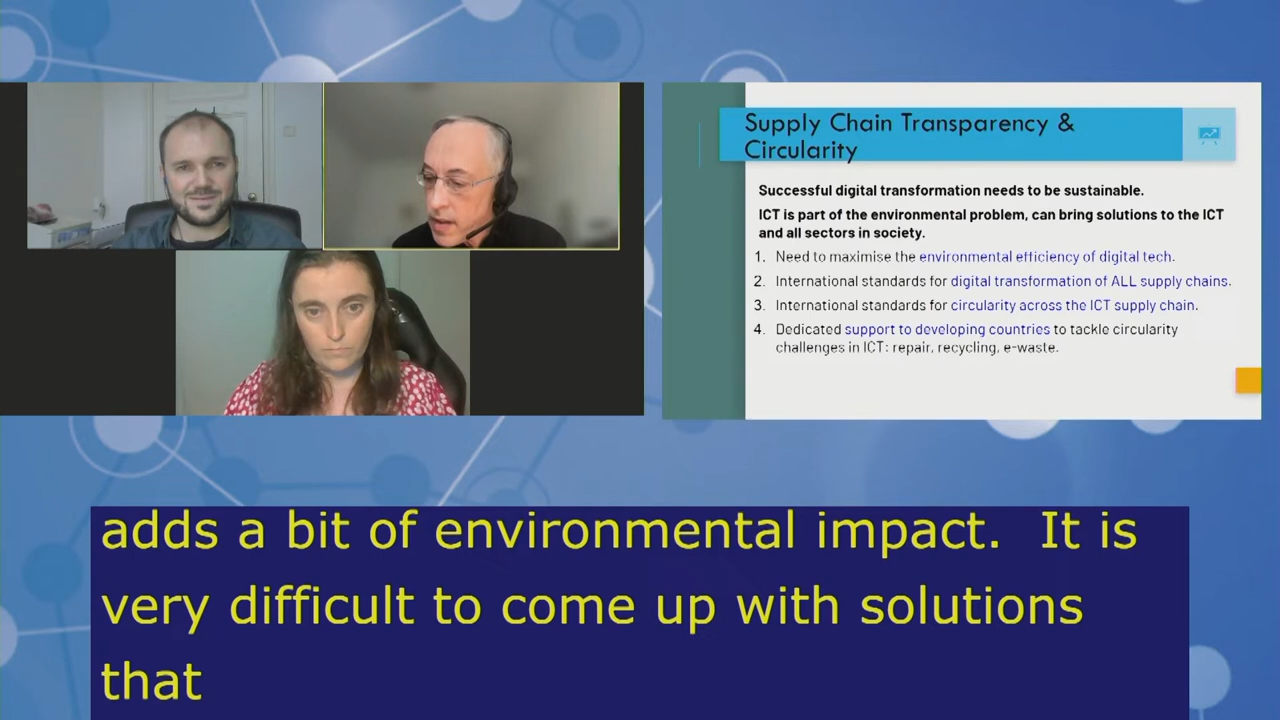 Supply Chain Transparency &
Circularity
Successful digital transformation needs to be sustainable.
ICT is part of the environmental problem, can bring solutions to the ICT
and all sectors in society.
1. Need to maximise the environmental efficiency of digital tech.
2. International standards for digital transformation of ALL supply chains.
3. International standards for circularity across the ICT supply chain.
4. Dedicated support to developing countries to tackle circularity
challenges in ICT: repair, recycling, e-waste.
adds a bit of environmental impact. It is
very difficult to come up with solutions
that